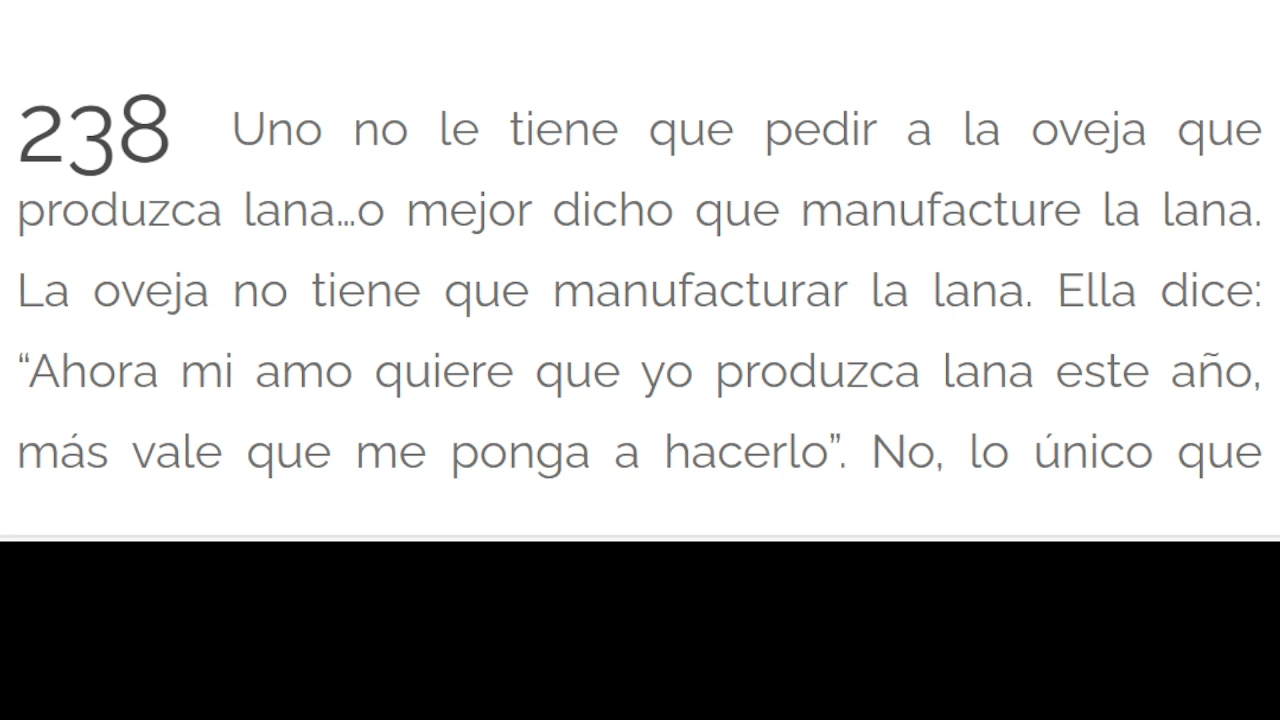 238 Uno no le tiene que pedir a la oveja que
produzca lana...o mejor dicho que manufacture la lana.
La oveja no tiene que manufacturar la lana. Ella dice:
“Ahora mi amo quiere que yo produzca lana este año,
más vale que me ponga a hacerlo”. No, lo único que